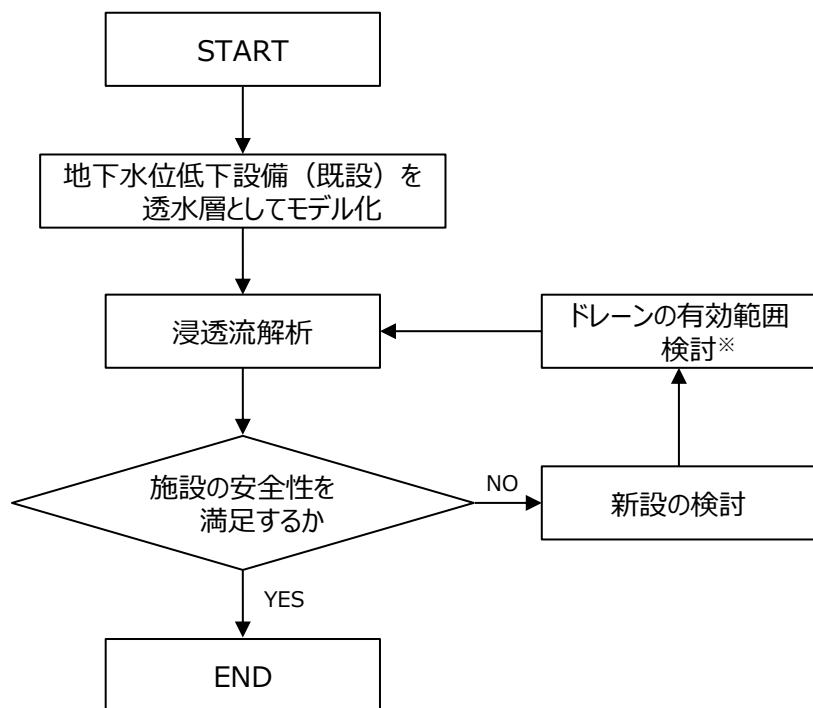 START
地下水位低下設備（既設）を
透水層としてモデル化
浸透流解析
ドレーンの有効範囲
検討※
施設の安全性を
満足するか
NO
新設の検討
YES
END